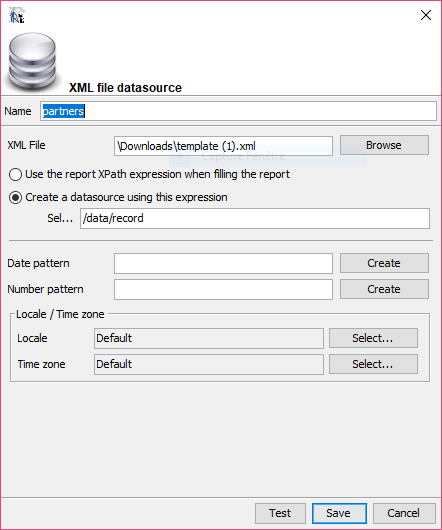 XML file datasource
Name partners
XML File \Downloads\template (1).xml Browse
Capture Fenêtre
Use the report XPath expression when filling the report
Create a datasource using this expression
Sel... /data/record
Date pattern Create
Number pattern Create
Locale / Time zone
Locale Default Select...
Time zone Default Select...
Test Save Cancel